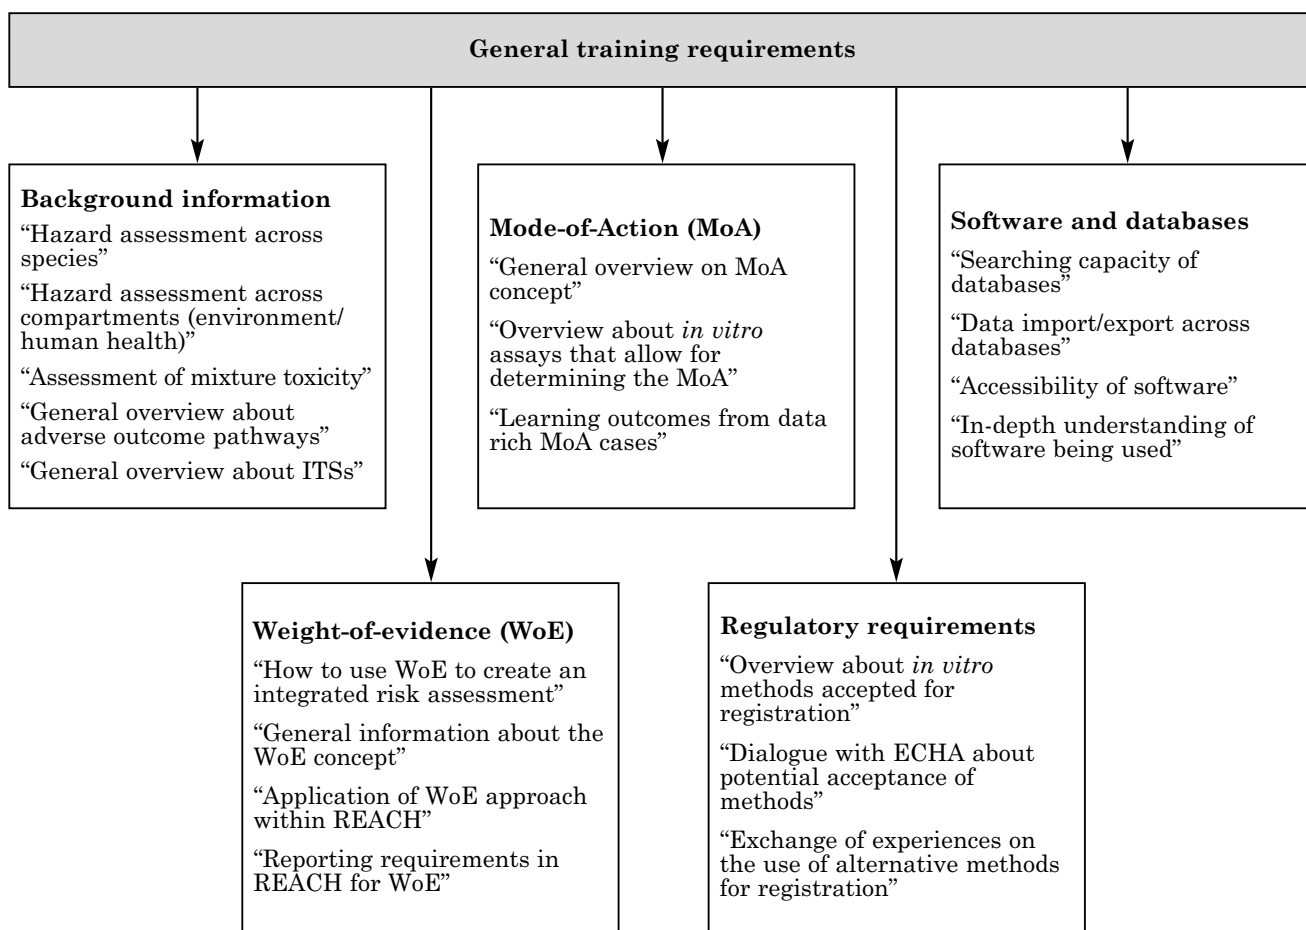 General training requirements
Background information
“Hazard assessment across
species”
“Hazard assessment across
compartments (environment/
human health)”
“Assessment of mixture toxicity”
“General overview about
adverse outcome pathways”
“General overview about ITSs”
Mode-of-Action (MoA)
“General overview on MoA
concept”
“Overview about in vitro
assays that allow for
determining the MoA”
“Learning outcomes from data
rich MoA cases”
Software and databases
“Searching capacity of
databases”
“Data import/export across
databases”
“Accessibility of software”
“In-depth understanding of
software being used”
Weight-of-evidence (WoE)
“How to use WoE to create an
integrated risk assessment”
“General information about the
WoE concept”
“Application of WoE approach
within REACH”
“Reporting requirements in
REACH for WoE”
Regulatory requirements
“Overview about in vitro
methods accepted for
registration”
“Dialogue with ECHA about
potential acceptance of
methods”
“Exchange of experiences on
the use of alternative methods
for registration”